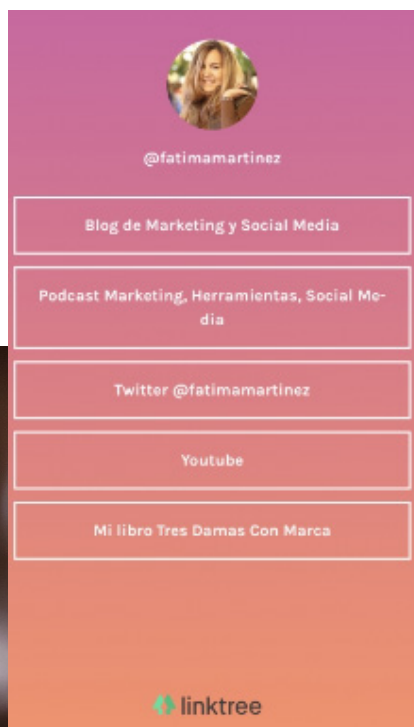 @fatimamartinez
Blog de Marketing y Social Media
Podcast Marketing, Herramientas, Social Me-
dia
Twitter @fatimamartinez
Youtube
Mi libro Tres Damas Con Marca
linktree